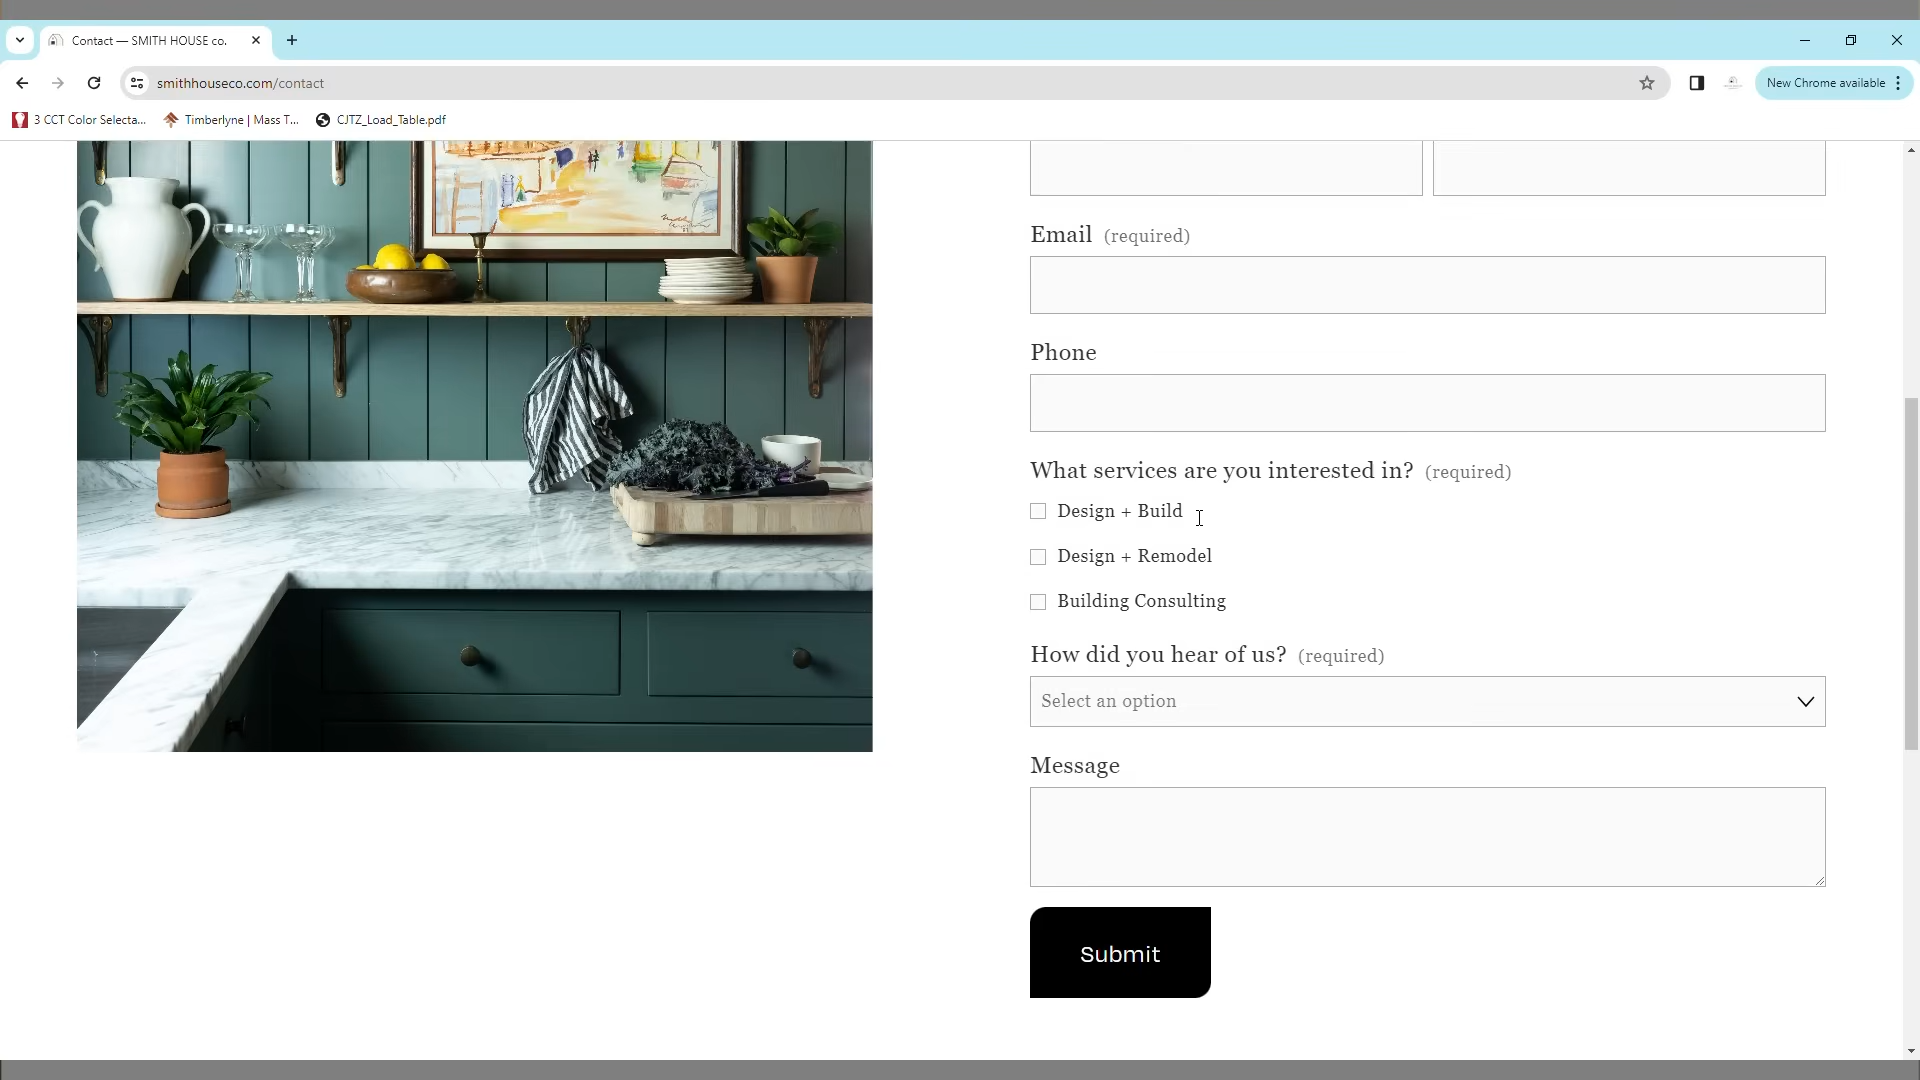 Contact — SMITH HOUSE co.
smithhouseco.com/contact
New Chrome available
3 CCT Color Selecta...
Timberlyne | Mass T...
CJTZ_Load_Table.pdf
Email (required)
Phone
What services are you interested in? (required)
Design + Build
Design + Remodel
Building Consulting
How did you hear of us? (required)
Select an option
Message
Submit